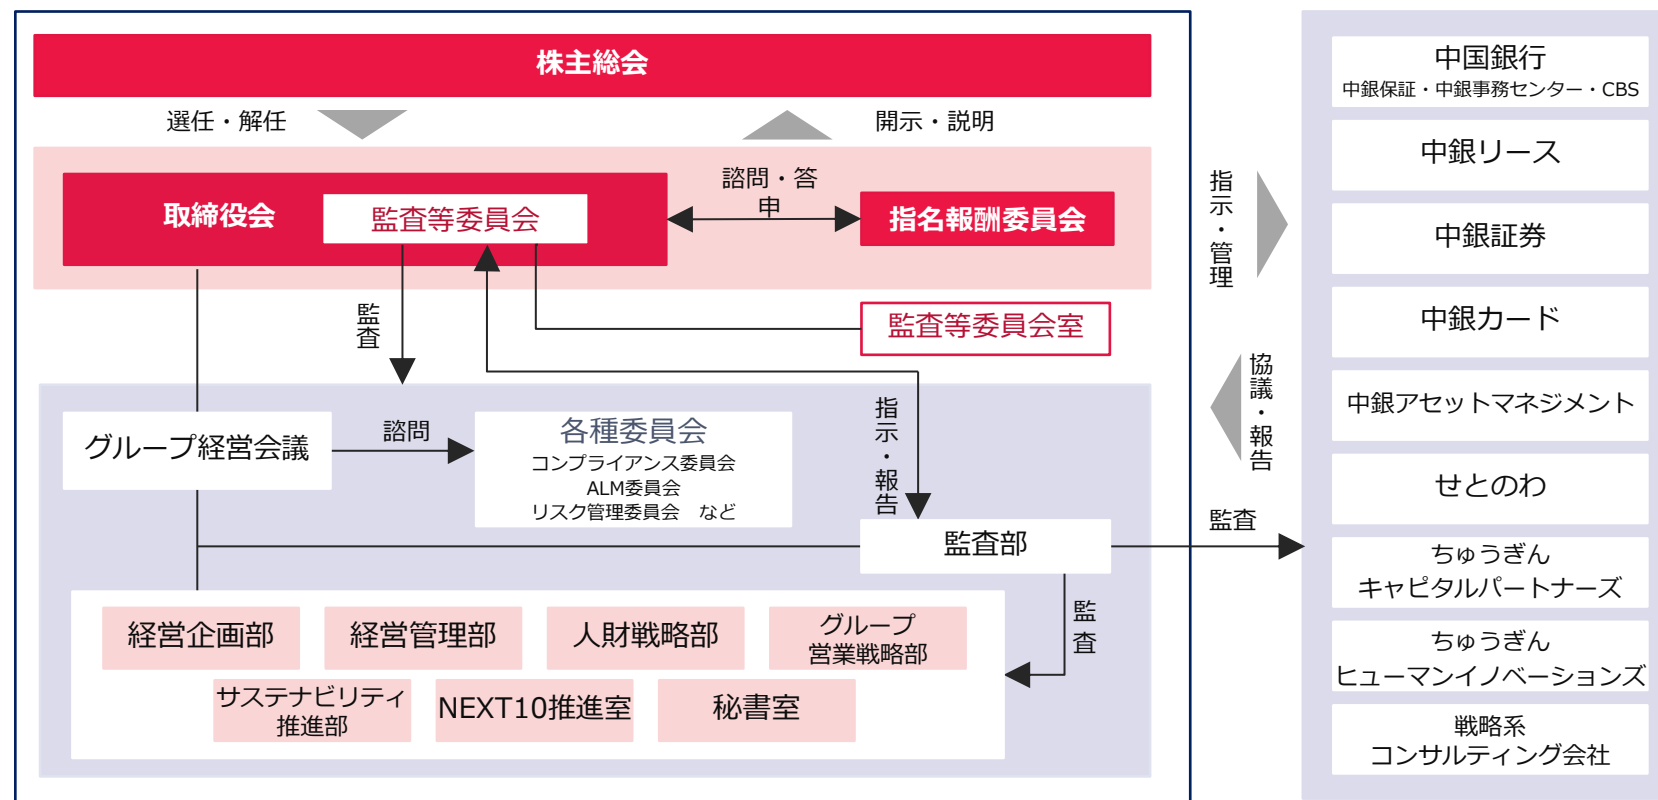 株主総会
選任・解任
開示・説明
取締役会
監査等委員会
諮問・答
申
指名報酬委員会
監査
監査等委員会室
グループ経営会議
諮問
各種委員会
コンプライアンス委員会
ALM委員会
リスク管理委員会　など
指示・報告
監査部
監査
経営企画部
経営管理部
人財戦略部
グループ
営業戦略部
サステナビリティ
推進部
NEXT10推進室
秘書室
指示・管理
協議・報告
監査
中国銀行
中銀保証・中銀事務センター・CBS
中銀リース
中銀証券
中銀カード
中銀アセットマネジメント
せとのわ
ちゅうぎん
キャピタルパートナーズ
ちゅうぎん
ヒューマンイノベーションズ
戦略系
コンサルティング会社